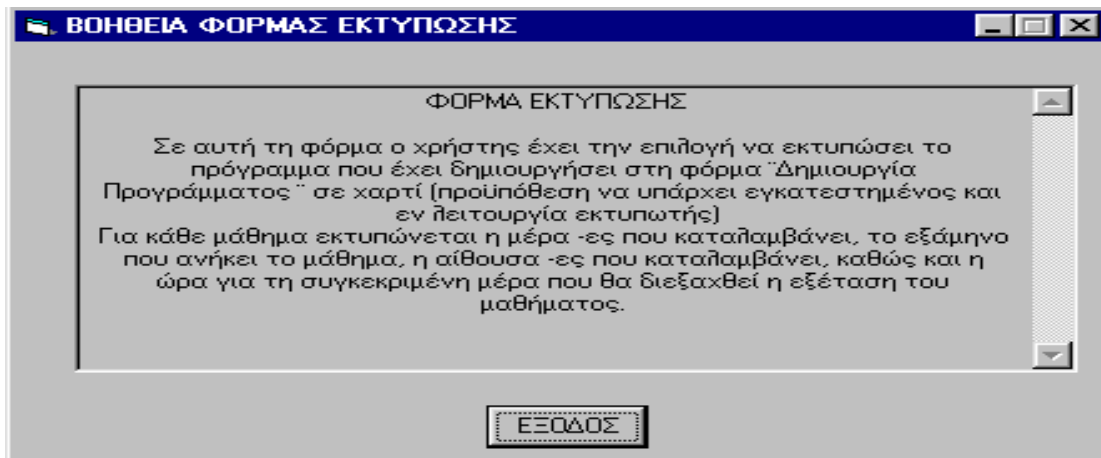 ΒΟΗΘΕΙΑ ΦΟΡΜΑΣ ΕΚΤΥΠΩΣΗΣ
ΦΟΡΜΑ ΕΚΤΥΠΩΣΗΣ
Σε αυτή τη φόρμα ο χρήστης έχει την επιλογή να εκτυπώσει το
πρόγραμμα που έχει δημιουργήσει στη φόρμα ¨Δημιουργία
Προγράμματος ¨ σε χαρτί (προϋπόθεση να υπάρχει εγκατεστημένος και
εν λειτουργία εκτυπωτής)
Για κάθε μάθημα εκτυπώνεται η μέρα -ες που καταλαμβάνει, το εξάμηνο
που ανήκει το μάθημα, η αίθουσα -ες που καταλαμβάνει, καθώς και η
ώρα για τη συγκεκριμένη μέρα που θα διεξαχθεί η εξέταση του
μαθήματος.
ΕΞΟΔΟΣ